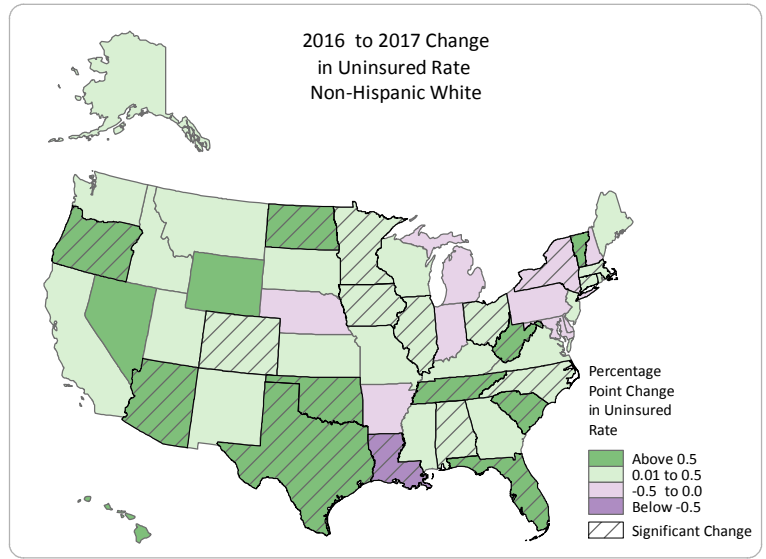 2016 to 2017 Change
in Uninsured Rate
Non-Hispanic White
Percentage
Point Change
in Uninsured
Rate
Above 0.5
0.01 to 0.5
-0.5 to 0.0
Below -0.5
Significant Change